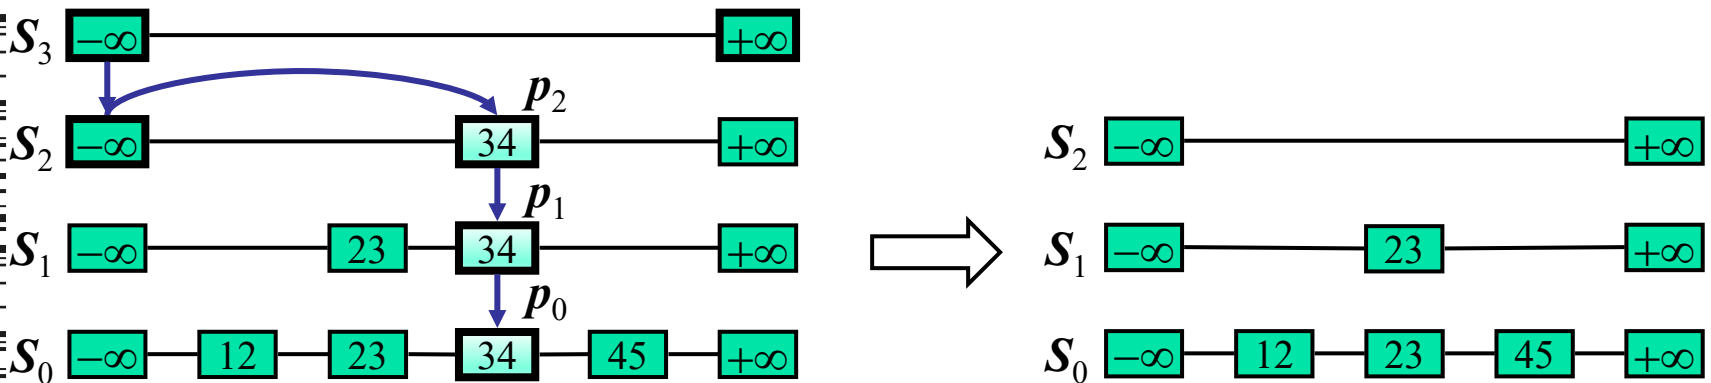 S₃ −∞ +∞
p₂
S₂ −∞ 34 +∞ S₂ −∞ +∞
p₁
S₁ −∞ 23 34 +∞ S₁ −∞ 23 +∞
p₀
S₀ −∞ 12 23 34 45 +∞ S₀ −∞ 12 23 45 +∞